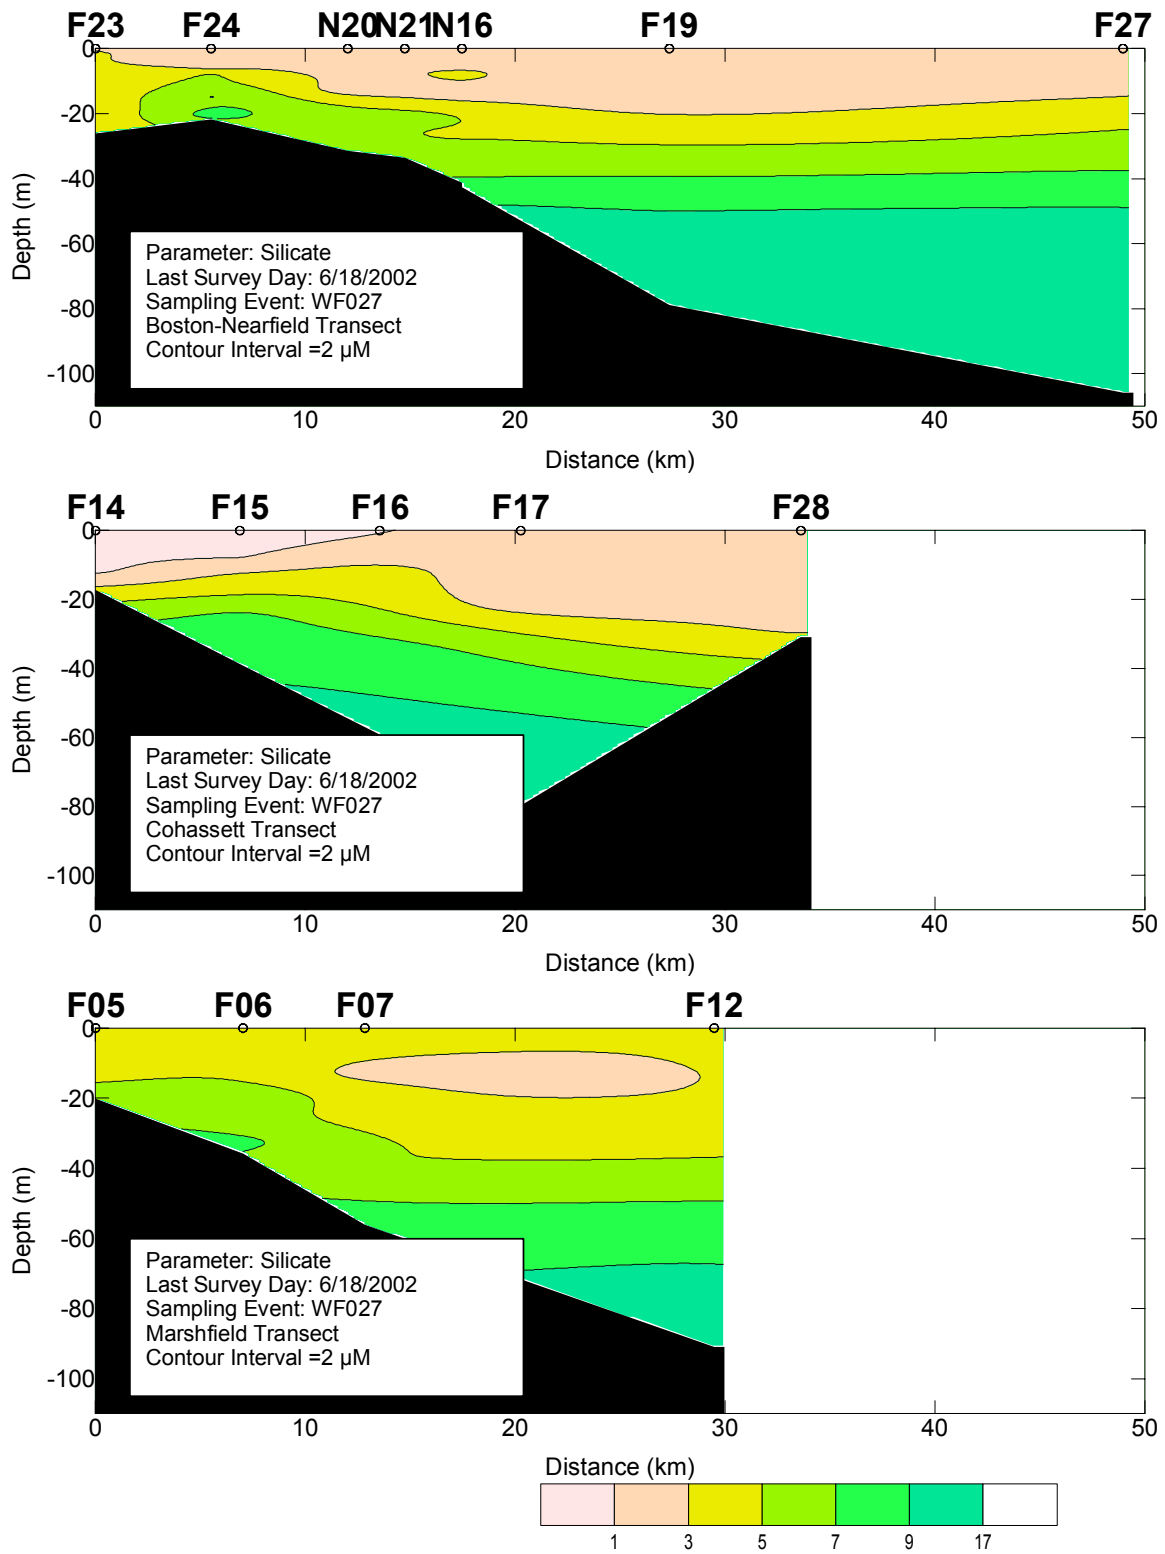 F23 F24 N20 N21 N16 F19 F27
0
-20
-40
-60
-80
-100
Depth (m)
Parameter: Silicate
Last Survey Day: 6/18/2002
Sampling Event: WF027
Boston-Nearfield Transect
Contour Interval =2 µM
0 10 20 30 40 50
Distance (km)
F14 F15 F16 F17 F28
0
-20
-40
-60
-80
-100
Depth (m)
Parameter: Silicate
Last Survey Day: 6/18/2002
Sampling Event: WF027
Cohassett Transect
Contour Interval =2 µM
0 10 20 30 40 50
Distance (km)
F05 F06 F07 F12
0
-20
-40
-60
-80
-100
Depth (m)
Parameter: Silicate
Last Survey Day: 6/18/2002
Sampling Event: WF027
Marshfield Transect
Contour Interval =2 µM
0 10 20 30 40 50
Distance (km)
1 3 5 7 9 17